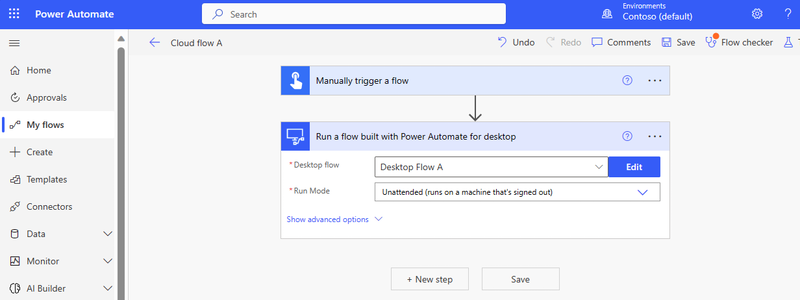 Power Automate
Search
Environments
Contoso (default)
Home
Approvals
My flows
Create
Templates
Connectors
Data
Monitor
AI Builder
Cloud flow A
Undo
Redo
Comments
Save
Flow checker
Manually trigger a flow
Run a flow built with Power Automate for desktop
* Desktop flow
Desktop Flow A
Edit
* Run Mode
Unattended (runs on a machine that's signed out)
Show advanced options
+ New step
Save